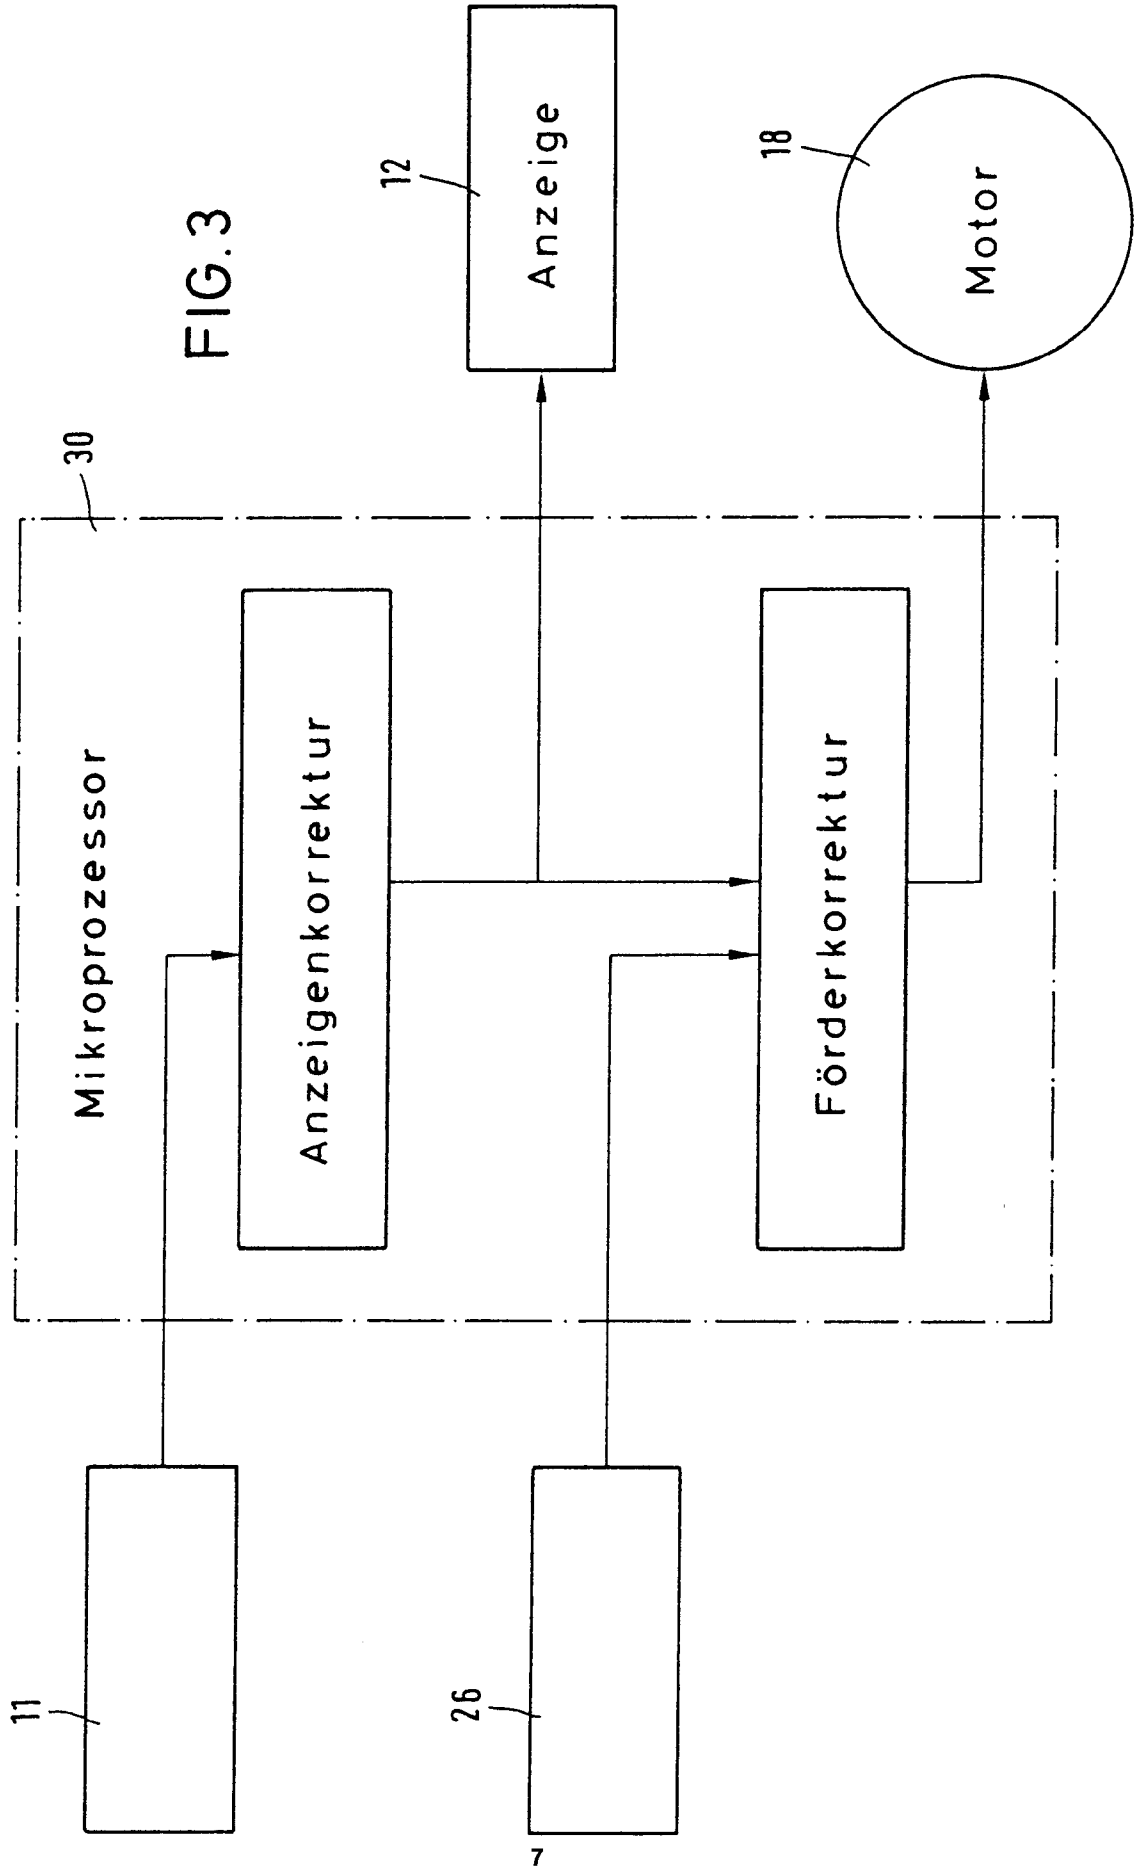 FIG. 3
30
Mikroprozessor
11
Anzeigenkorrektur
12
Anzeige
26
Förderkorrektur
18
Motor
7